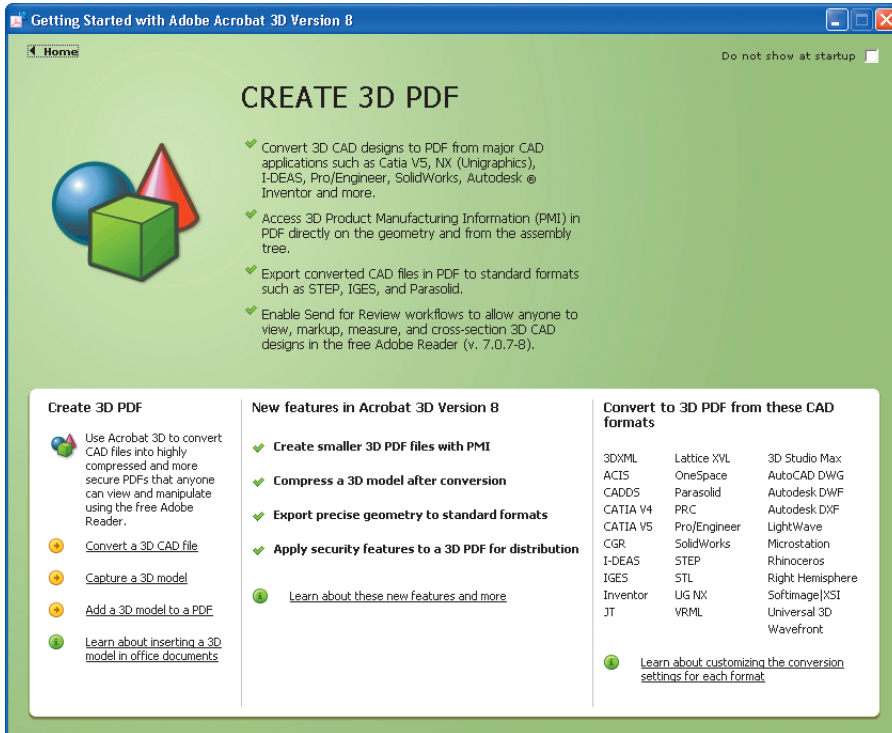 Getting Started with Adobe Acrobat 3D Version 8
Home
Do not show at startup
CREATE 3D PDF
Convert 3D CAD designs to PDF from major CAD
applications such as Catia V5, NX (Unigraphics),
I-DEAS, Pro/Engineer, SolidWorks, Autodesk ®
Inventor and more.
Access 3D Product Manufacturing Information (PMI) in
PDF directly on the geometry and from the assembly
tree.
Export converted CAD files in PDF to standard formats
such as STEP, IGES, and Parasolid.
Enable Send for Review workflows to allow anyone to
view, markup, measure, and cross-section 3D CAD
designs in the free Adobe Reader (v. 7.0.7-8).
Create 3D PDF
Use Acrobat 3D to convert
CAD files into highly
compressed and more
secure PDFs that anyone
can view and manipulate
using the free Adobe
Reader.
Convert a 3D CAD file
Capture a 3D model
Add a 3D model to a PDF
Learn about inserting a 3D
model in office documents
New features in Acrobat 3D Version 8
Create smaller 3D PDF files with PMI
Compress a 3D model after conversion
Export precise geometry to standard formats
Apply security features to a 3D PDF for distribution
Learn about these new features and more
Convert to 3D PDF from these CAD
formats
3DXML Lattice XVL 3D Studio Max
ACIS OneSpace AutoCAD DWG
CADDS Parasolid Autodesk DWF
CATIA V4 PRC Autodesk DXF
CATIA V5 Pro/Engineer LightWave
CGR SolidWorks Microstation
I-DEAS STEP Rhinoceros
IGES STL Right Hemisphere
Inventor UG NX Softimage|XSI
JT VRML Universal 3D
Wavefront
Learn about customizing the conversion
settings for each format